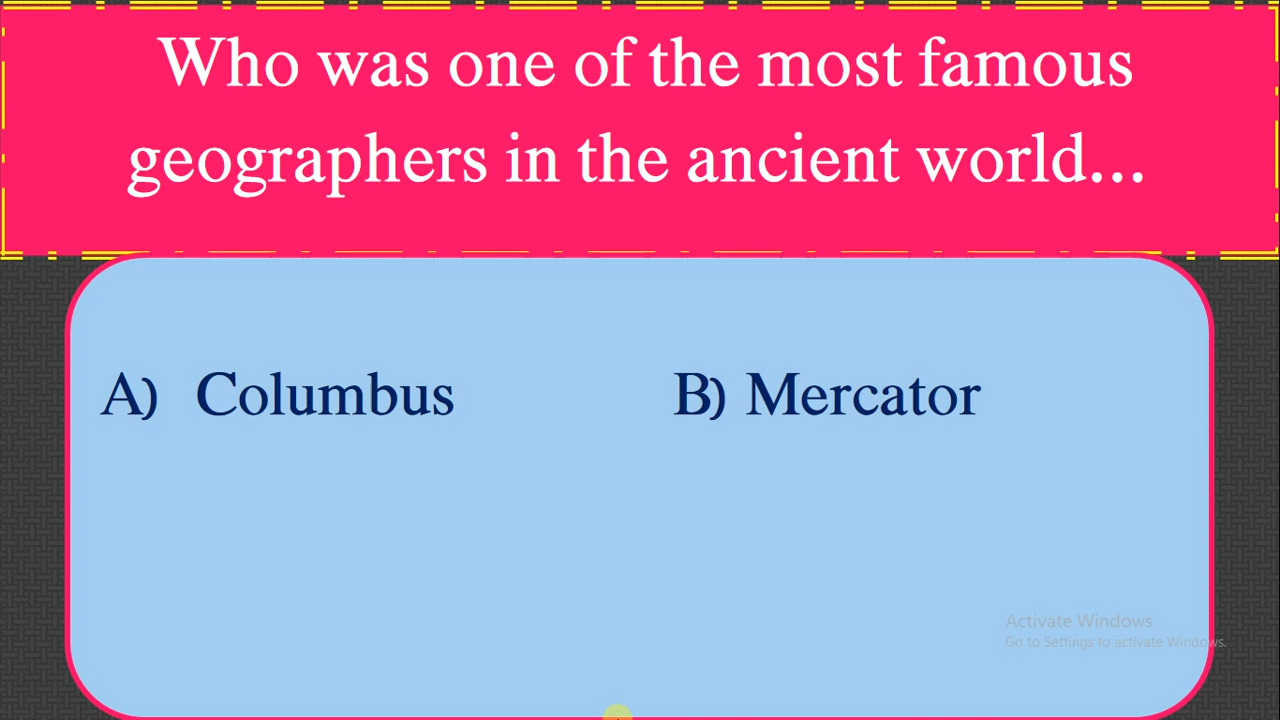 Who was one of the most famous
geographers in the ancient world...
A) Columbus B) Mercator
Activate Windows
Go to Settings to activate Windows.